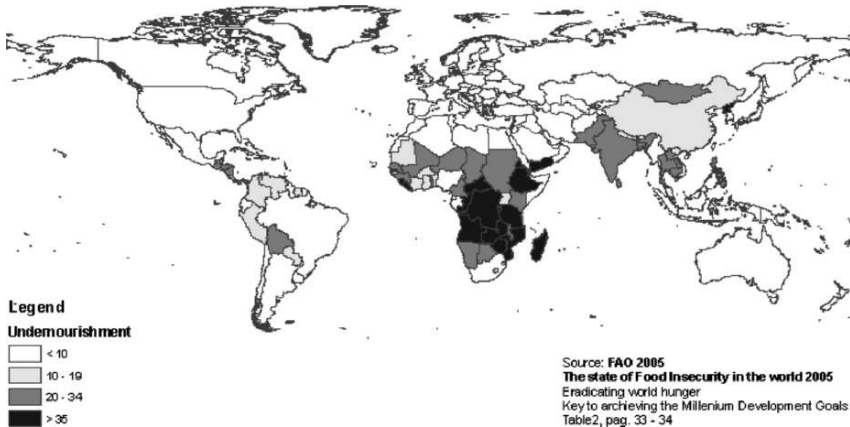 Legend
Undernourishment
< 10
10 - 19
20 - 34
> 35
Source: FAO 2005
The state of Food Insecurity in the world 2005
Eradicating world hunger
Key to archieving the Millenium Development Goals
Table2, pag. 33 - 34